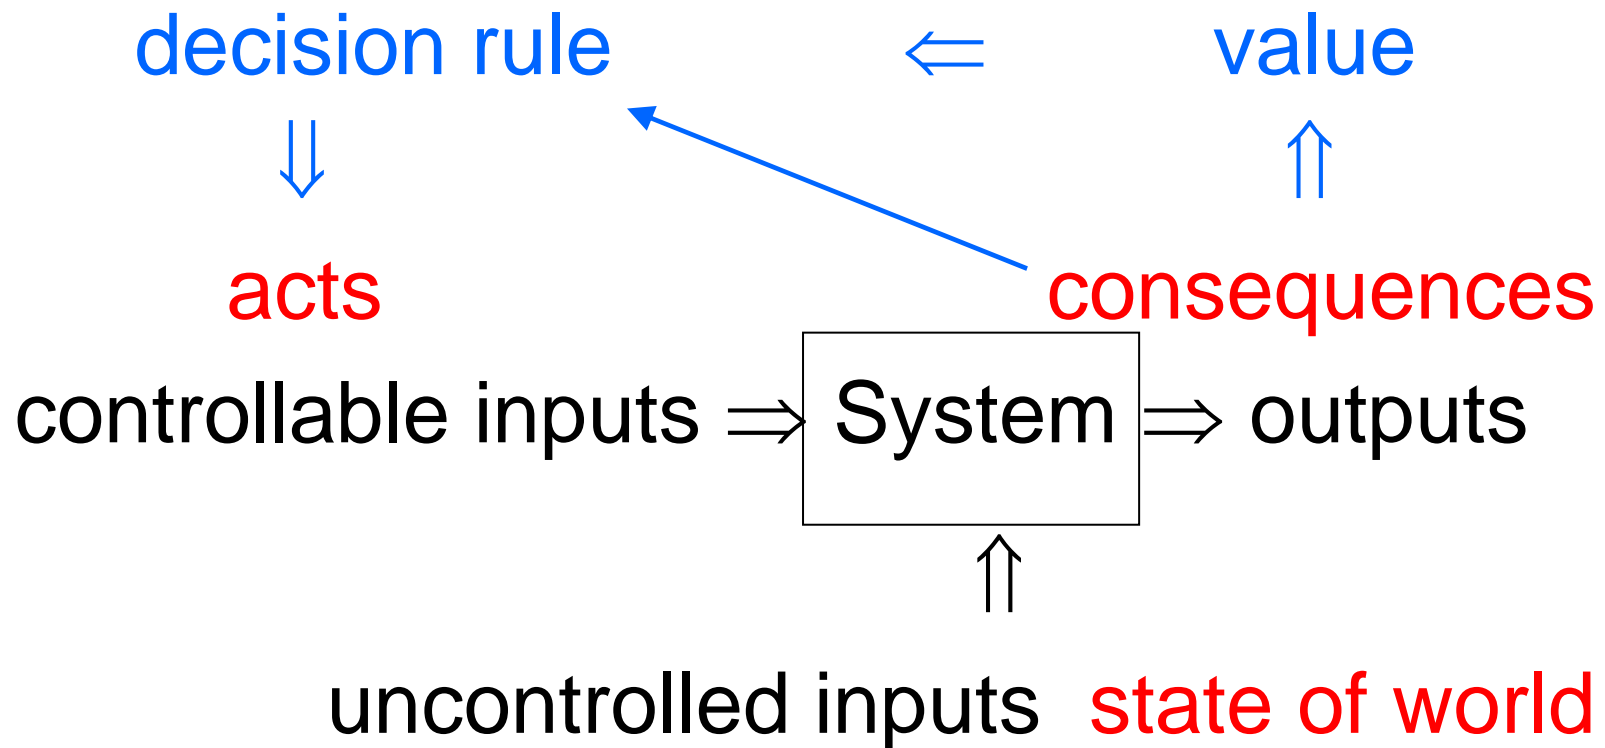 decision rule ⇐ value
⇓ ⇑
acts consequences
controllable inputs ⇒ System ⇒ outputs
⇑
uncontrolled inputs state of world